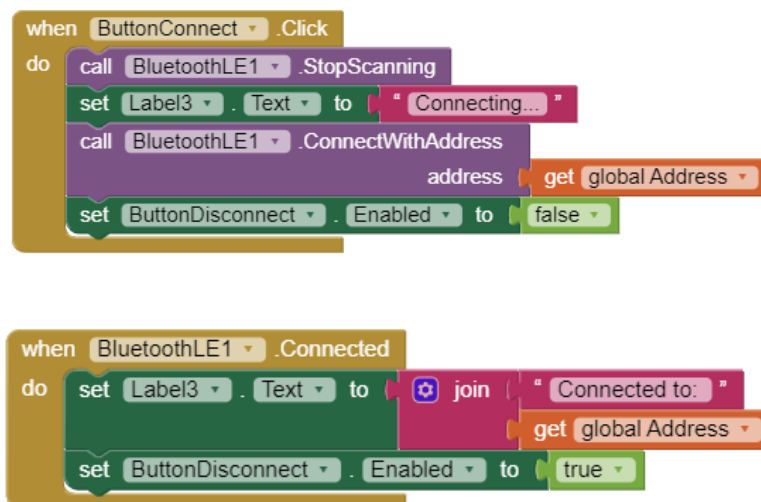 when ButtonConnect .Click
do call BluetoothLE1 .StopScanning
set Label3 . Text to " Connecting... "
call BluetoothLE1 .ConnectWithAddress
address get global Address
set ButtonDisconnect . Enabled to false
when BluetoothLE1 .Connected
do set Label3 . Text to join " Connected to: "
get global Address
set ButtonDisconnect . Enabled to true